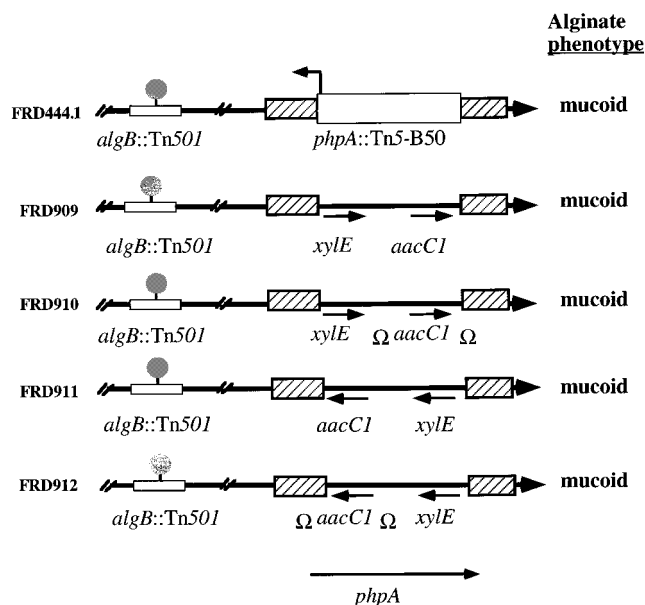 Alginate
phenotype
FRD444.1 mucoid
algB::Tn501 phpA::Tn5-B50
FRD909 mucoid
algB::Tn501 xylE aacC1
FRD910 mucoid
algB::Tn501 xylE Ω aacC1 Ω
FRD911 mucoid
algB::Tn501 aacC1 xylE
FRD912 mucoid
algB::Tn501 Ω aacC1 Ω xylE
phpA